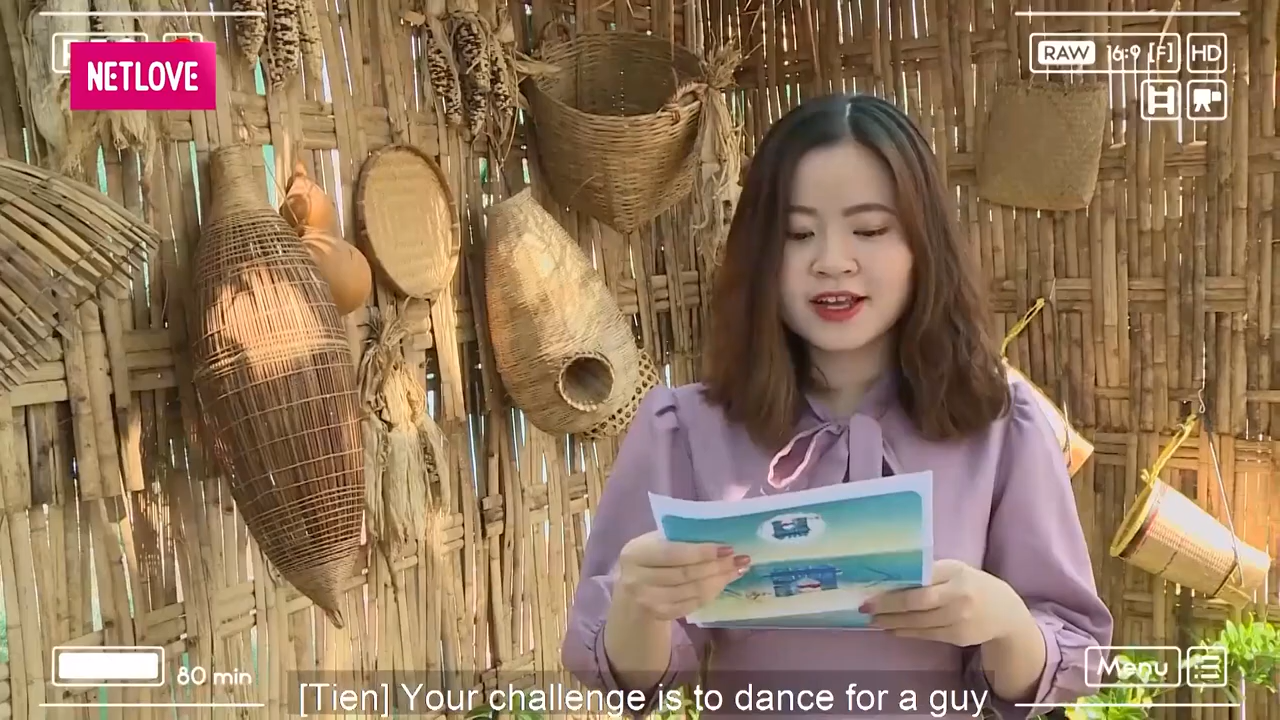 NETLOVE
RAW 16:9 [F] HD
80 min
Menu
[Tien] Your challenge is to dance for a guy